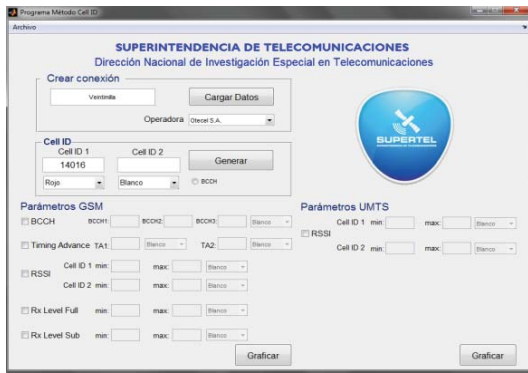 Programa Método Cell ID
Archivo
SUPERINTENDENCIA DE TELECOMUNICACIONES
Dirección Nacional de Investigación Especial en Telecomunicaciones
Crear conexión
Veintimilla
Cargar Datos
Operadora Otecel S.A.
SUPERTEL
Cell ID
Cell ID 1 Cell ID 2
14016
Generar
Rojo Blanco BCCH
Parámetros GSM
BCCH BCCH1: BCCH2: BCCH3: Blanco
Timing Advance TA1: Blanco TA2: Blanco
RSSI
Cell ID 1 min: max: Blanco
Cell ID 2 min: max: Blanco
Rx Level Full min: max: Blanco
Rx Level Sub min: max: Blanco
Graficar
Parámetros UMTS
RSSI
Cell ID 1 min: max: Blanco
Cell ID 2 min: max: Blanco
Graficar